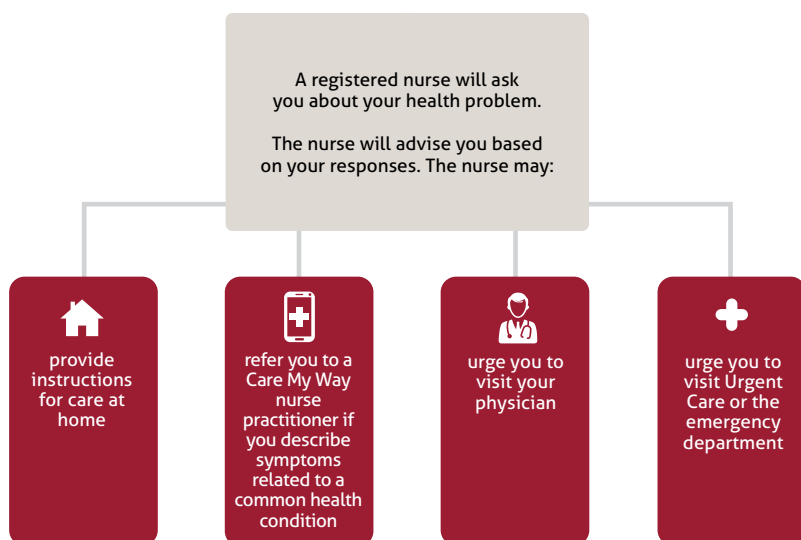 A registered nurse will ask
you about your health problem.
The nurse will advise you based
on your responses. The nurse may:
provide
instructions
for care at
home
refer you to a
Care My Way
nurse
practitioner if
you describe
symptoms
related to a
common health
condition
urge you to
visit your
physician
urge you to
visit Urgent
Care or the
emergency
department